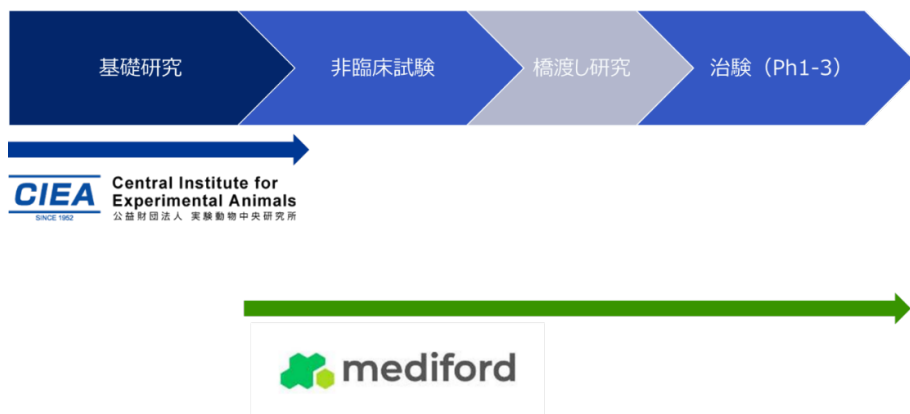 基礎研究
非臨床試験
橋渡し研究
治験（Ph1-3）
CIEA
SINCE 1952
Central Institute for
Experimental Animals
公益財団法人 実験動物中央研究所
mediford